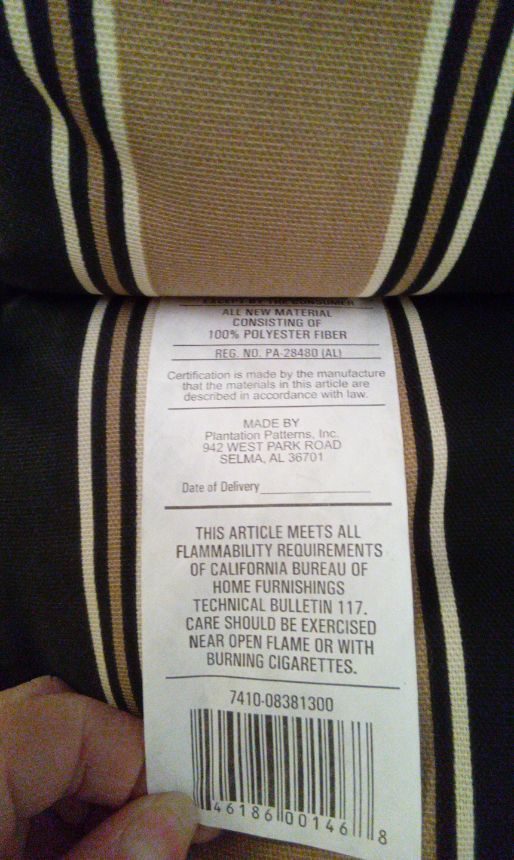 EXCEPT BY THE CONSUMER
ALL NEW MATERIAL
CONSISTING OF
100% POLYESTER FIBER
REG. NO. PA-28480 (AL)
Certification is made by the manufacture
that the materials in this article are
described in accordance with law.
MADE BY
Plantation Patterns, Inc.
942 WEST PARK ROAD
SELMA, AL 36701
Date of Delivery
THIS ARTICLE MEETS ALL
FLAMMABILITY REQUIREMENTS
OF CALIFORNIA BUREAU OF
HOME FURNISHINGS
TECHNICAL BULLETIN 117.
CARE SHOULD BE EXERCISED
NEAR OPEN FLAME OR WITH
BURNING CIGARETTES.
7410-08381300
46186 00146 8